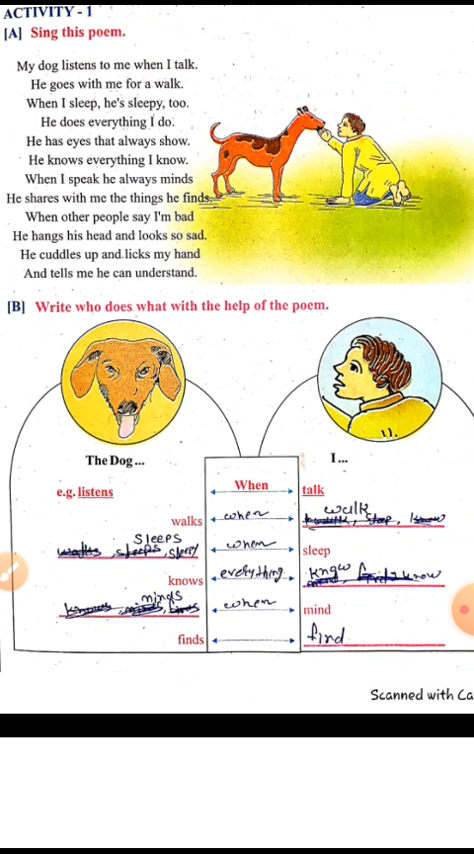 ACTIVITY - 1
[A] Sing this poem.
My dog listens to me when I talk.
He goes with me for a walk.
When I sleep, he's sleepy, too.
He does everything I do.
He has eyes that always show.
He knows everything I know.
When I speak he always minds
He shares with me the things he finds.
When other people say I'm bad
He hangs his head and looks so sad.
He cuddles up and licks my hand
And tells me he can understand.
[B] Write who does what with the help of the poem.
The Dog ... I ...
e.g. listens When talk
walks when walk
sleeps when sleep
knows everything know
minds when mind
finds find
Scanned with Ca